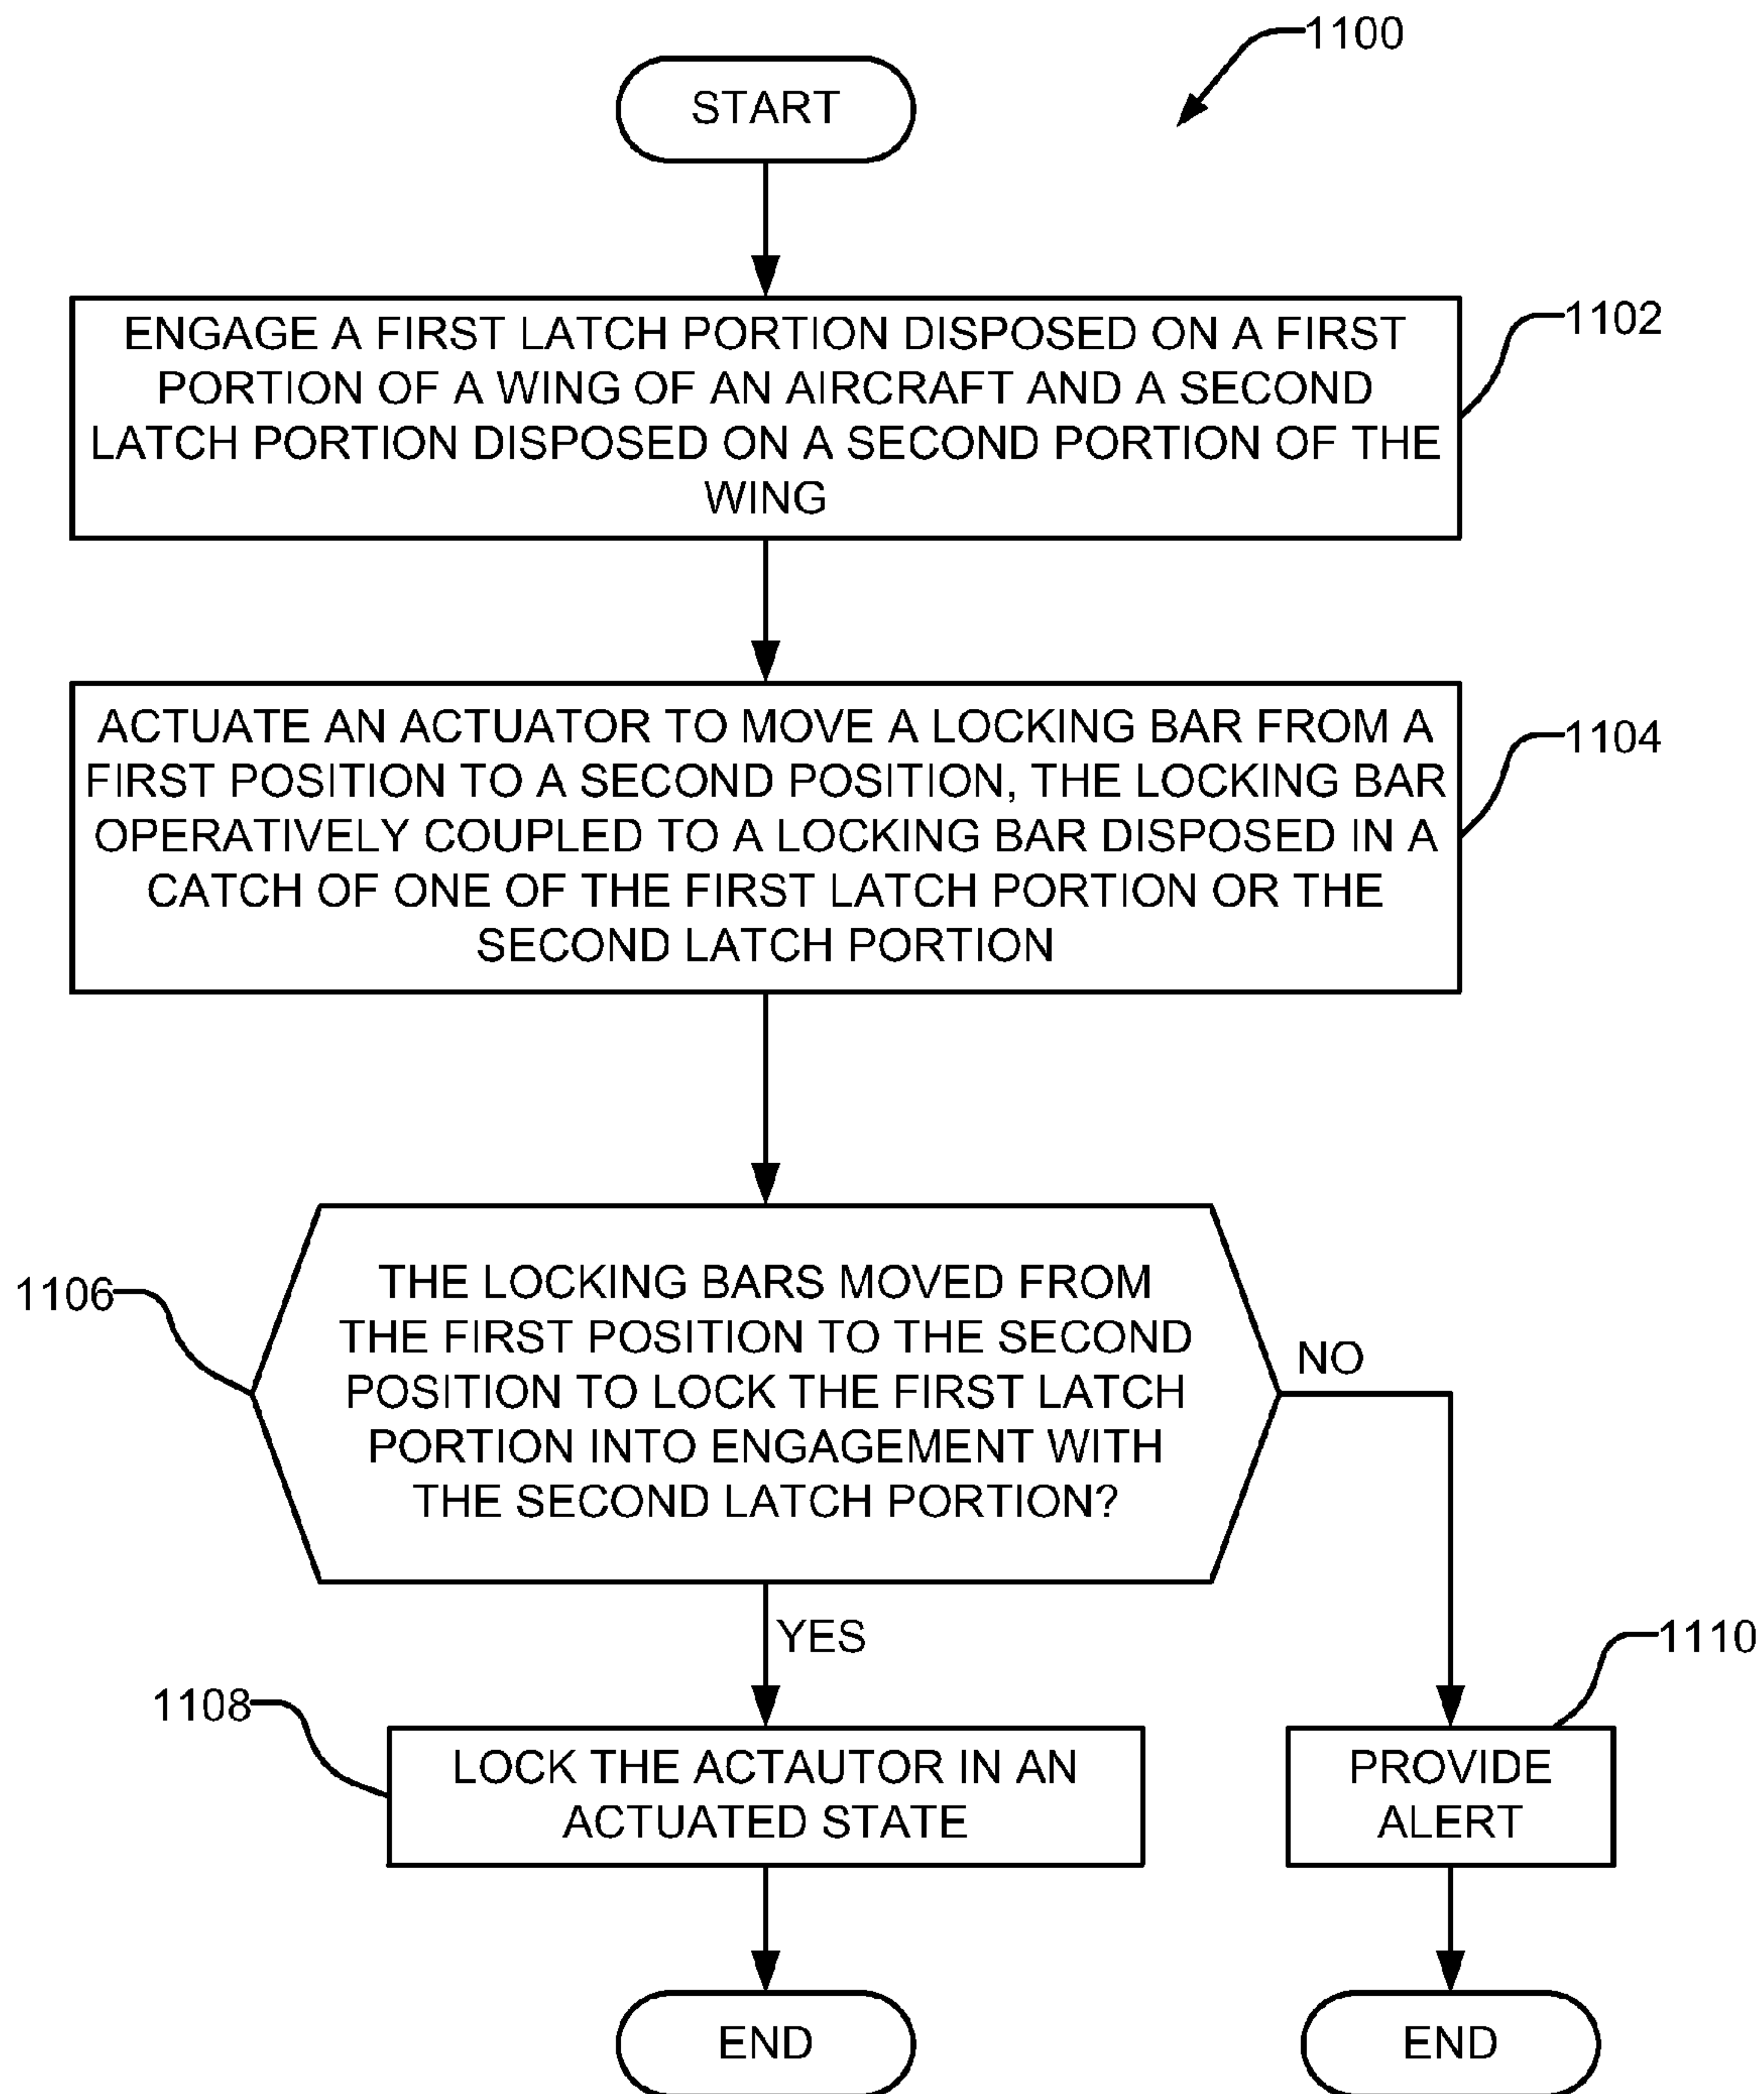 1100
START
ENGAGE A FIRST LATCH PORTION DISPOSED ON A FIRST
PORTION OF A WING OF AN AIRCRAFT AND A SECOND
LATCH PORTION DISPOSED ON A SECOND PORTION OF THE
WING
1102
ACTUATE AN ACTUATOR TO MOVE A LOCKING BAR FROM A
FIRST POSITION TO A SECOND POSITION, THE LOCKING BAR
OPERATIVELY COUPLED TO A LOCKING BAR DISPOSED IN A
CATCH OF ONE OF THE FIRST LATCH PORTION OR THE
SECOND LATCH PORTION
1104
1106
THE LOCKING BARS MOVED FROM
THE FIRST POSITION TO THE SECOND
POSITION TO LOCK THE FIRST LATCH
PORTION INTO ENGAGEMENT WITH
THE SECOND LATCH PORTION?
NO
YES
1108
LOCK THE ACTAUTOR IN AN
ACTUATED STATE
1110
PROVIDE
ALERT
END
END